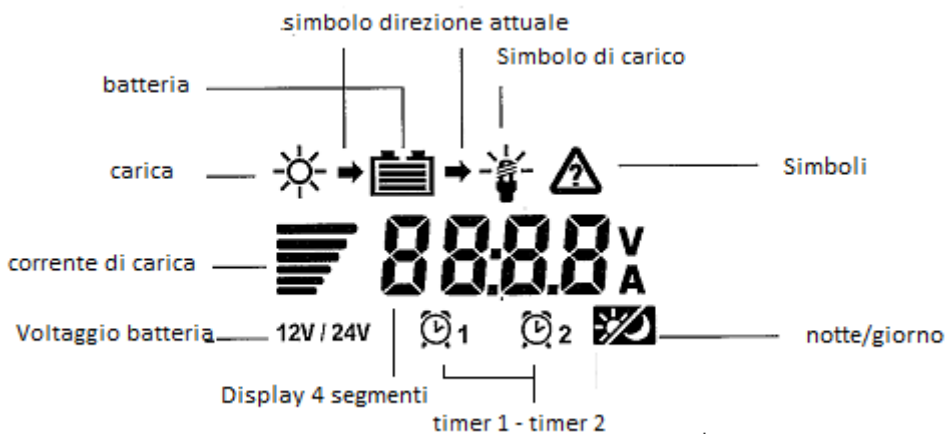 simbolo direzione attuale
Simbolo di carico
batteria
carica
?
Simboli
corrente di carica
88:8.8 V
A
Voltaggio batteria
12V / 24V
1
2
notte/giorno
Display 4 segmenti
timer 1 - timer 2